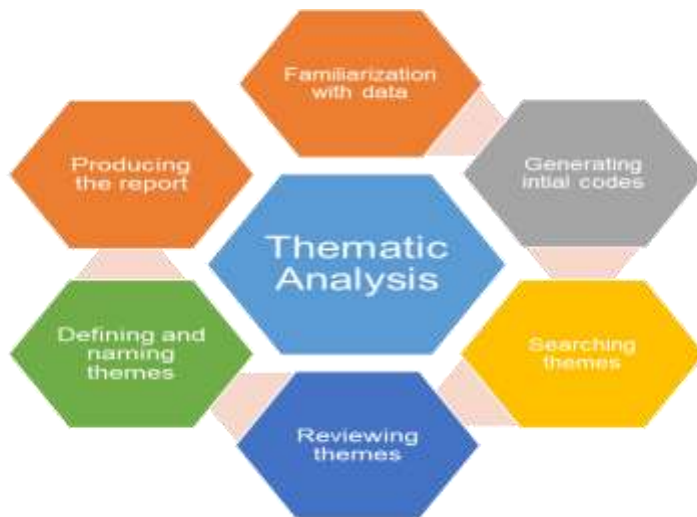 Familiarization
with data
Generating
intial codes
Searching
themes
Reviewing
themes
Defining and
naming
themes
Producing
the report
Thematic
Analysis